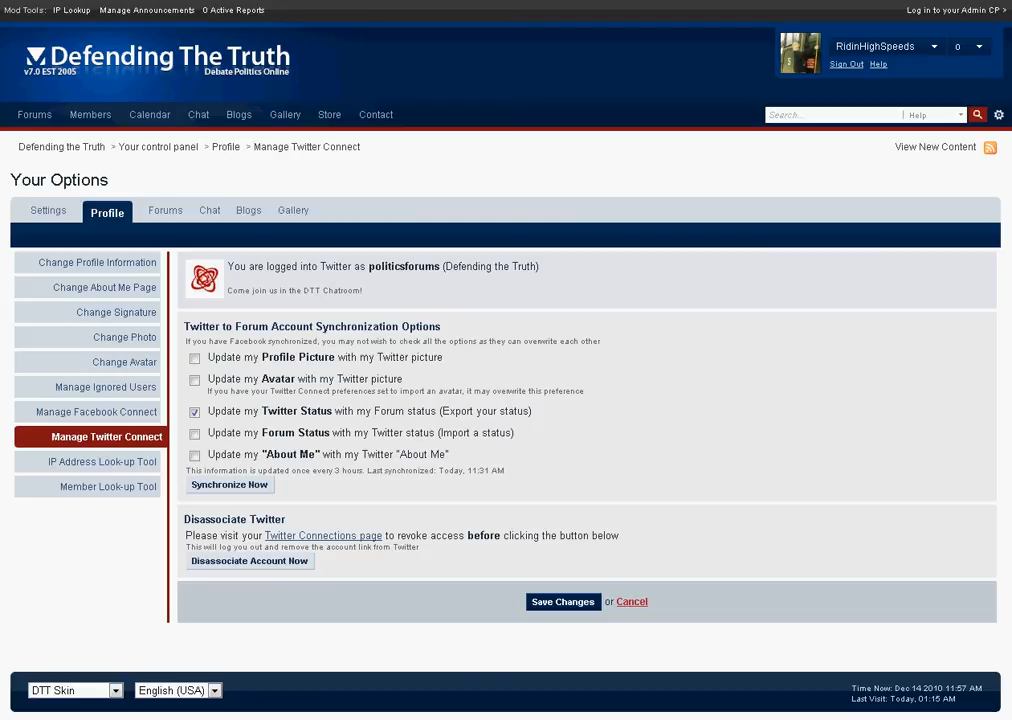 Mod Tools: IP Lookup Manage Announcements 0 Active Reports Log in to your Admin CP >
Defending The Truth
v7.0 EST 2005 Debate Politics Online
RidinHighSpeeds 0
Sign Out Help
Forums Members Calendar Chat Blogs Gallery Store Contact Search... Help
Defending the Truth > Your control panel > Profile > Manage Twitter Connect View New Content
Your Options
Settings Profile Forums Chat Blogs Gallery
Change Profile Information
Change About Me Page
Change Signature
Change Photo
Change Avatar
Manage Ignored Users
Manage Facebook Connect
Manage Twitter Connect
IP Address Look-up Tool
Member Look-up Tool
You are logged into Twitter as politicsforums (Defending the Truth)
Come join us in the DTT Chatroom!
Twitter to Forum Account Synchronization Options
If you have Facebook synchronized, you may not wish to check all the options as they can overwrite each other
Update my Profile Picture with my Twitter picture
Update my Avatar with my Twitter picture
If you have your Twitter Connect preferences set to import an avatar, it may overwrite this preference
Update my Twitter Status with my Forum status (Export your status)
Update my Forum Status with my Twitter status (Import a status)
Update my "About Me" with my Twitter "About Me"
This information is updated once every 3 hours. Last synchronized: Today, 11:31 AM
Synchronize Now
Disassociate Twitter
Please visit your Twitter Connections page to revoke access before clicking the button below
This will log you out and remove the account link from Twitter
Disassociate Account Now
Save Changes or Cancel
DTT Skin English (USA)
Time Now: Dec 14 2010 11:57 AM
Last Visit: Today, 01:15 AM